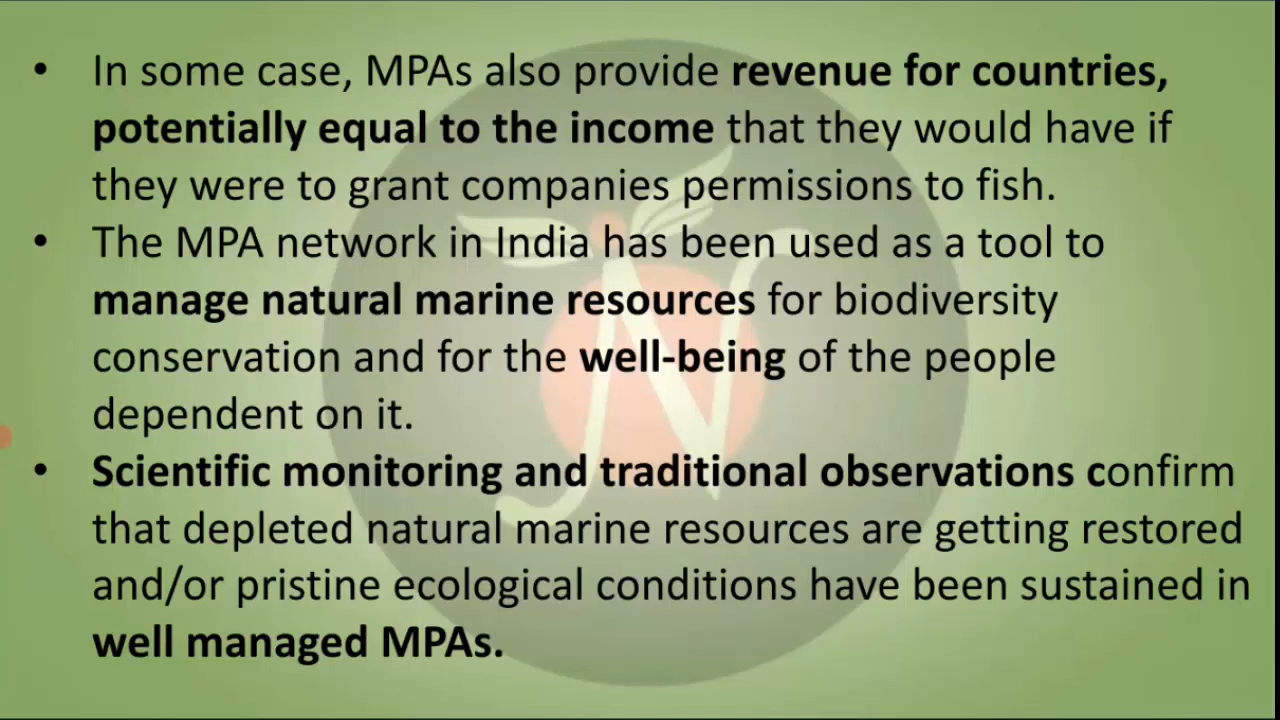 • In some case, MPAs also provide revenue for countries,
potentially equal to the income that they would have if
they were to grant companies permissions to fish.
• The MPA network in India has been used as a tool to
manage natural marine resources for biodiversity
conservation and for the well-being of the people
dependent on it.
• Scientific monitoring and traditional observations confirm
that depleted natural marine resources are getting restored
and/or pristine ecological conditions have been sustained in
well managed MPAs.
N